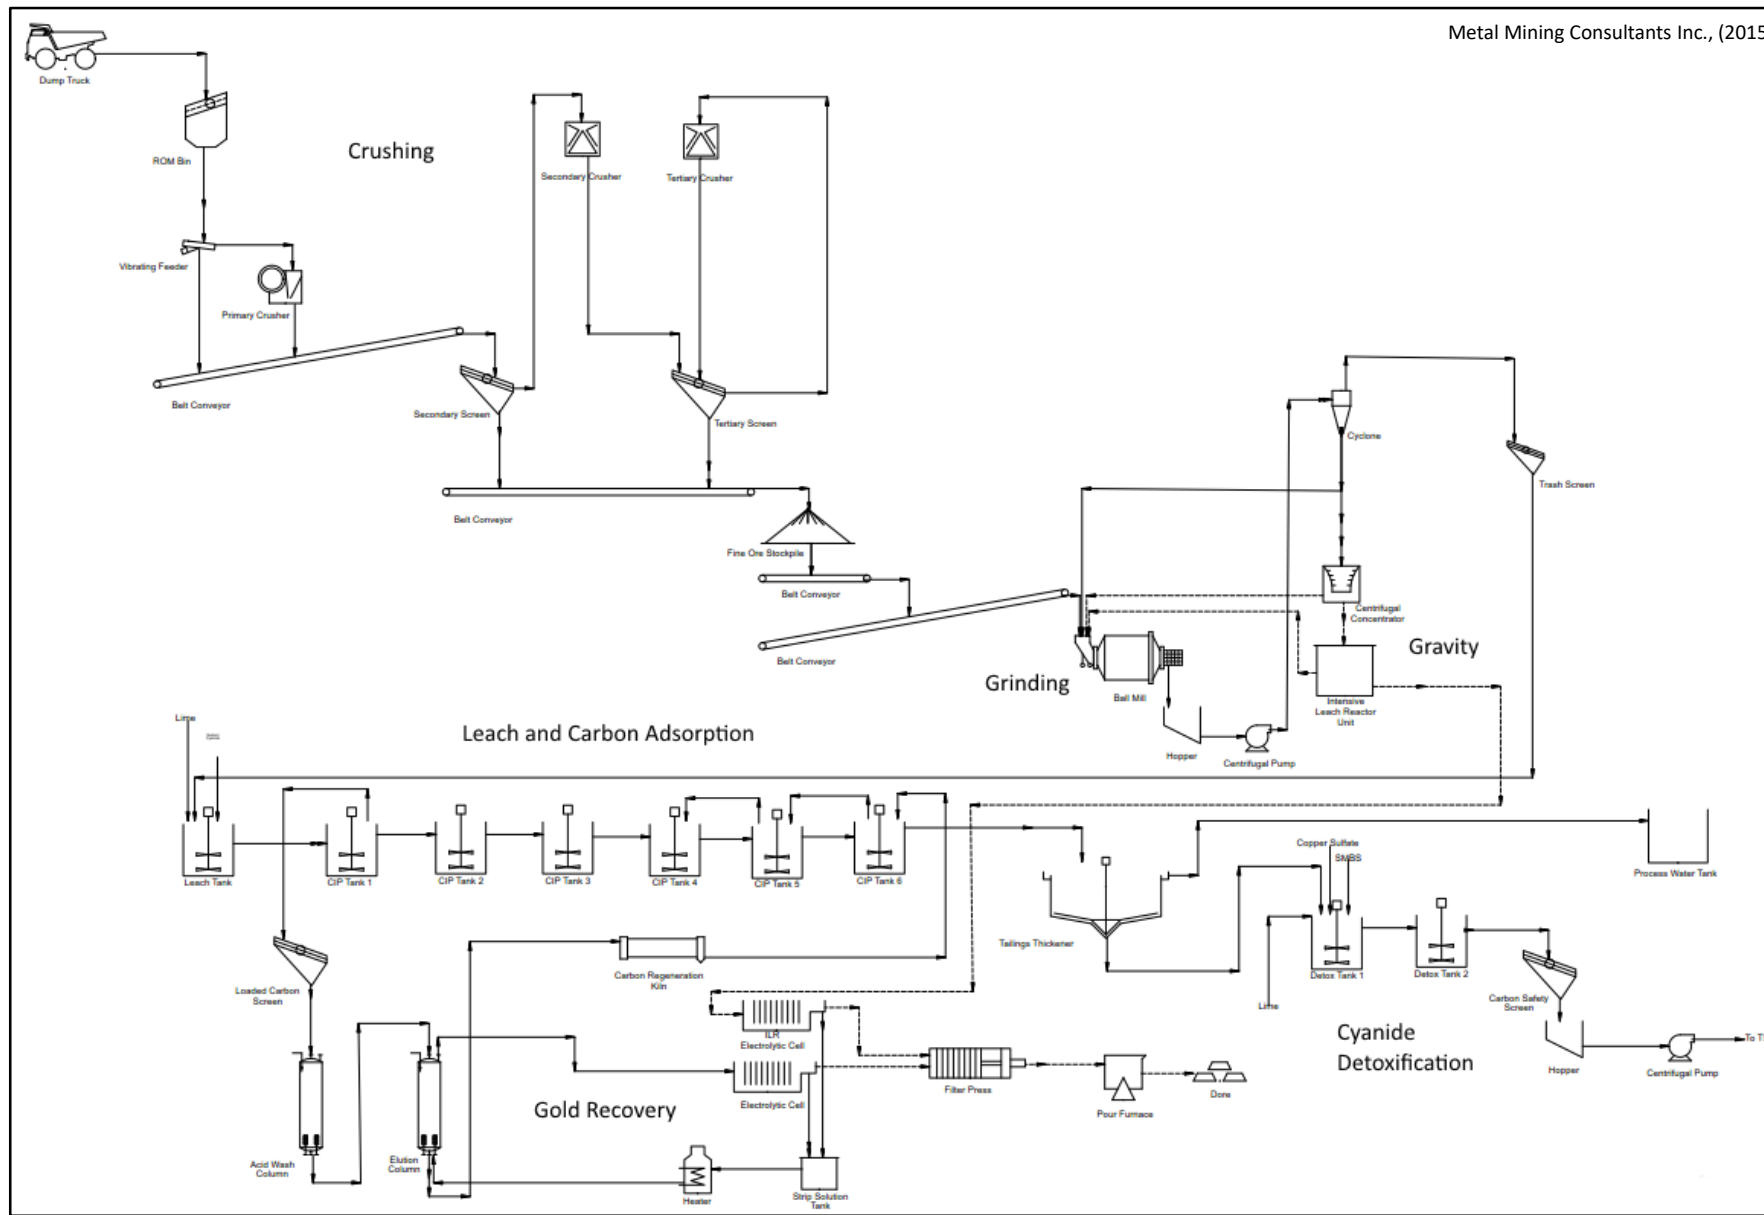 Metal Mining Consultants Inc., (2015
Dump Truck
ROM Bin
Crushing
Secondary Crusher
Tertiary Crusher
Vibrating Feeder
Primary Crusher
Belt Conveyor
Secondary Screen
Tertiary Screen
Cyclone
Trash Screen
Belt Conveyor
Fine Ore Stockpile
Belt Conveyor
Centrifugal
Concentrator
Belt Conveyor
Gravity
Grinding
Ball Mill
Intensive
Leach Reactor
Unit
Hopper
Centrifugal Pump
Lime
Leach and Carbon Adsorption
Leach Tank
CIP Tank 1
CIP Tank 2
CIP Tank 3
CIP Tank 4
CIP Tank 5
CIP Tank 6
Copper Sulfate
SMBS
Process Water Tank
Tailings Thickener
Carbon Regeneration
Kiln
Detox Tank 1
Detox Tank 2
Loaded Carbon
Screen
Lime
Carbon Safety
Screen
ILR
Electrolytic Cell
Cyanide
Detoxification
To T
Hopper
Centrifugal Pump
Electrolytic Cell
Filter Press
Pour Furnace
Dore
Gold Recovery
Acid Wash
Column
Elution
Column
Heater
Strip Solution
Tank